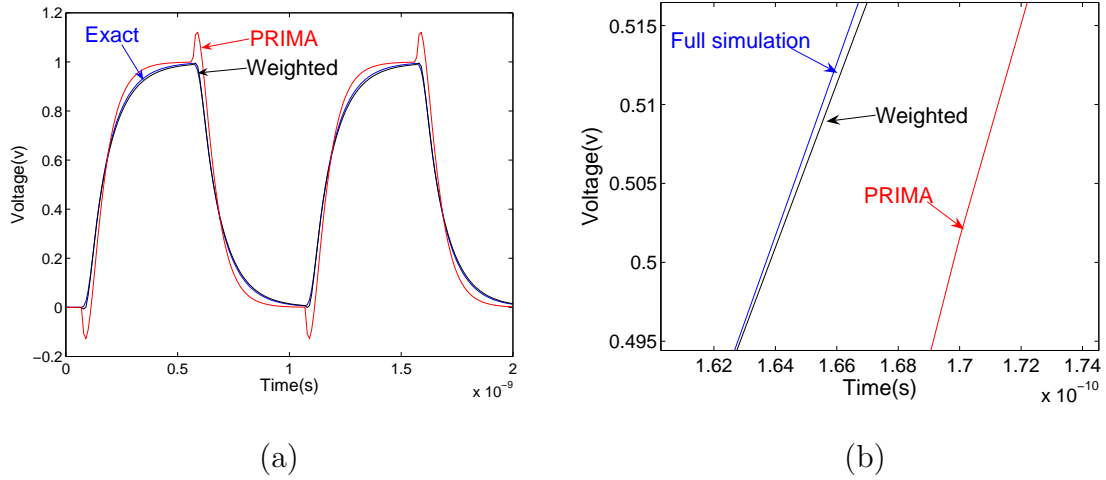 1.2
1
0.8
0.6
0.4
0.2
0
−0.2
Voltage(v)
Exact
PRIMA
Weighted
0 0.5 1 1.5 2
Time(s)
x 10⁻⁹
(a)
0.515
0.51
0.505
0.5
0.495
Voltage(v)
Full simulation
Weighted
PRIMA
1.62 1.64 1.66 1.68 1.7 1.72 1.74
Time(s)
x 10⁻¹⁰
(b)